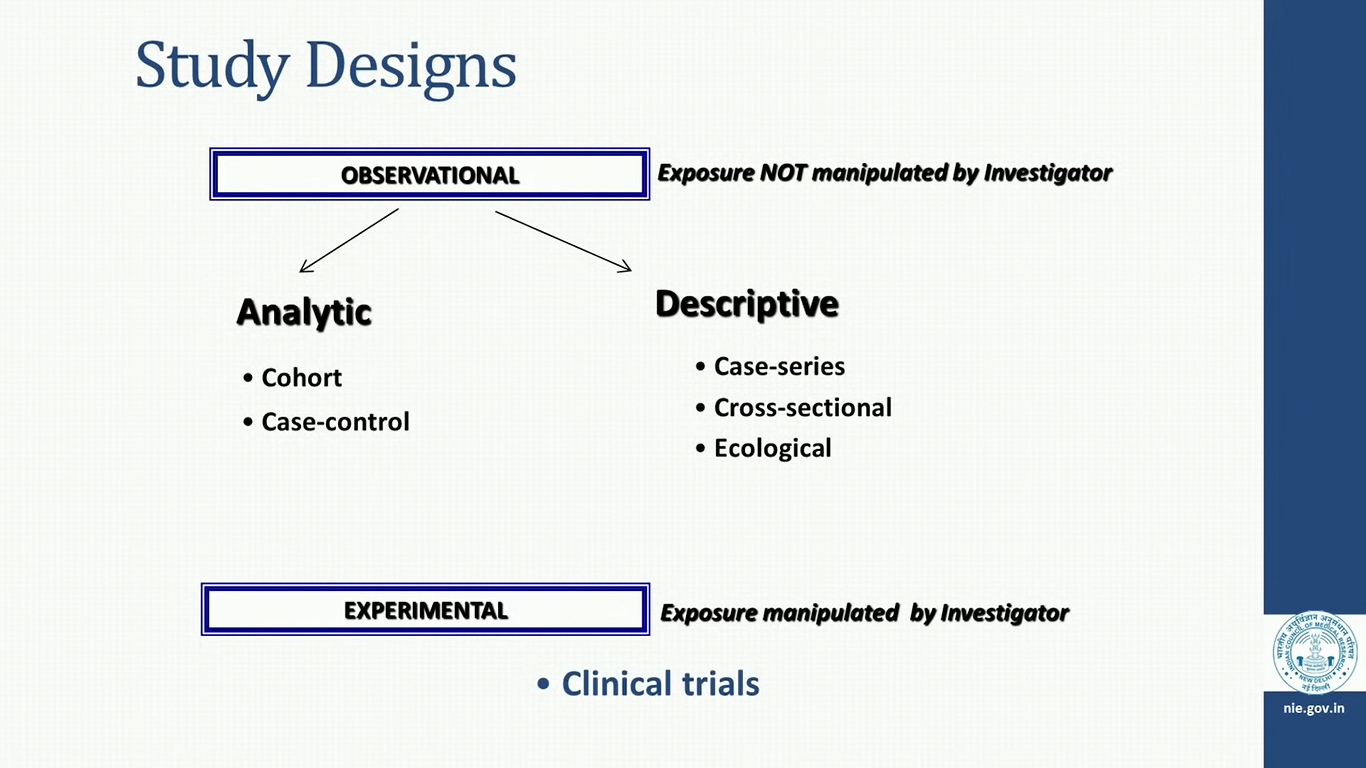 Study Designs
OBSERVATIONAL
Exposure NOT manipulated by Investigator
Analytic
• Cohort
• Case-control
Descriptive
• Case-series
• Cross-sectional
• Ecological
EXPERIMENTAL
Exposure manipulated by Investigator
• Clinical trials
भारतीय आयुर्विज्ञान अनुसंधान परिषद
INDIAN COUNCIL OF MEDICAL RESEARCH
NEW DELHI
नई दिल्ली
nie.gov.in